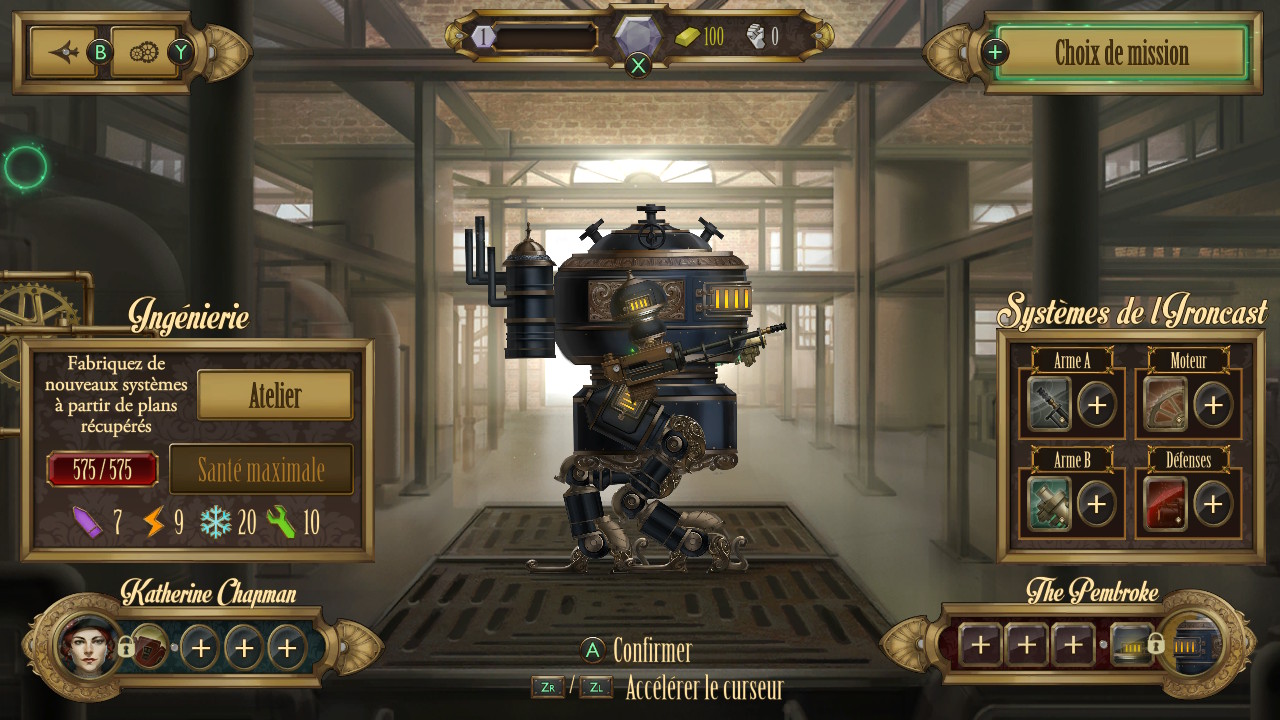 B
Y
1
X
100
0
+
Choix de mission
Ingénierie
Fabriquez de
nouveaux systèmes
à partir de plans
récupérés
Atelier
575 / 575
Santé maximale
7
9
20
10
Systèmes de l'Ironcast
Arme A
Moteur
+
+
Arme B
Défenses
+
+
Katherine Chapman
+
+
+
The Pembroke
+
+
+
A Confirmer
ZR / ZL Accélérer le curseur